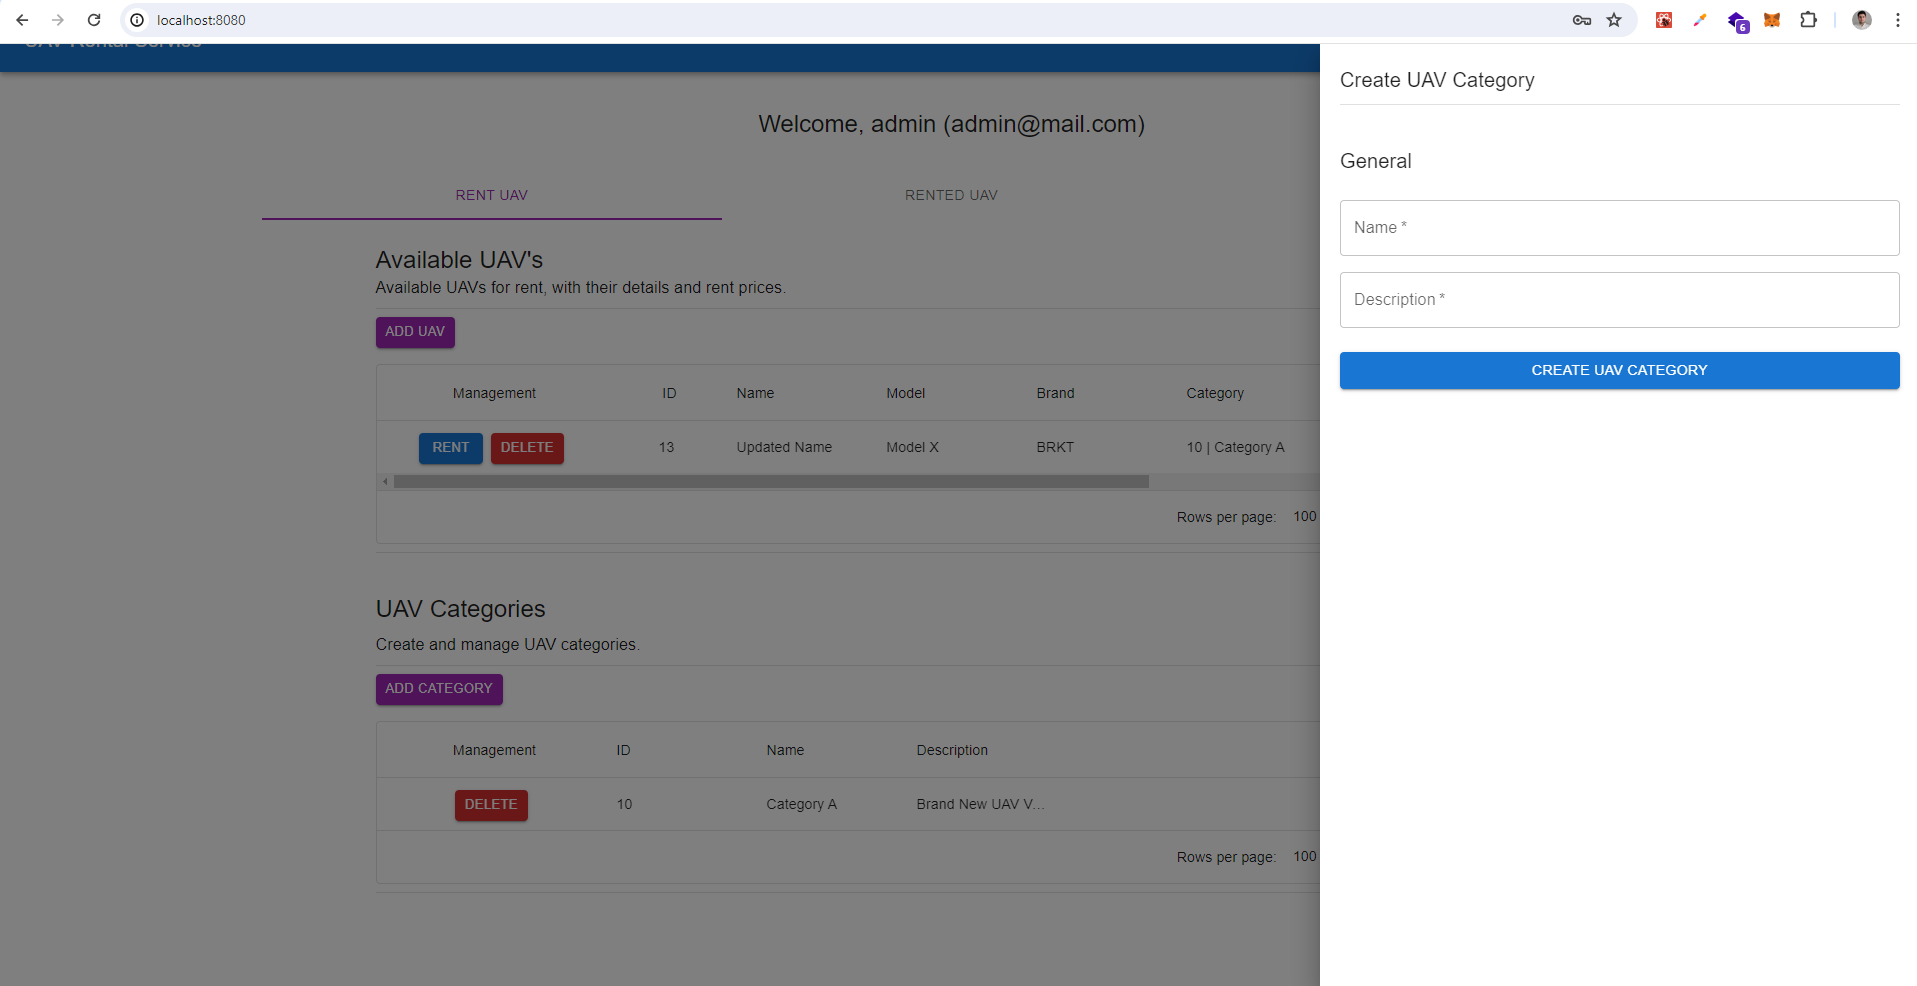 localhost:8080
6
UAV Rental Service
Welcome, admin (admin@mail.com)
RENT UAV
RENTED UAV
Available UAV's
Available UAVs for rent, with their details and rent prices.
ADD UAV
Management ID Name Model Brand Category
RENT DELETE 13 Updated Name Model X BRKT 10 | Category A
Rows per page: 100
UAV Categories
Create and manage UAV categories.
ADD CATEGORY
Management ID Name Description
DELETE 10 Category A Brand New UAV V...
Rows per page: 100
Create UAV Category
General
Name *
Description *
CREATE UAV CATEGORY